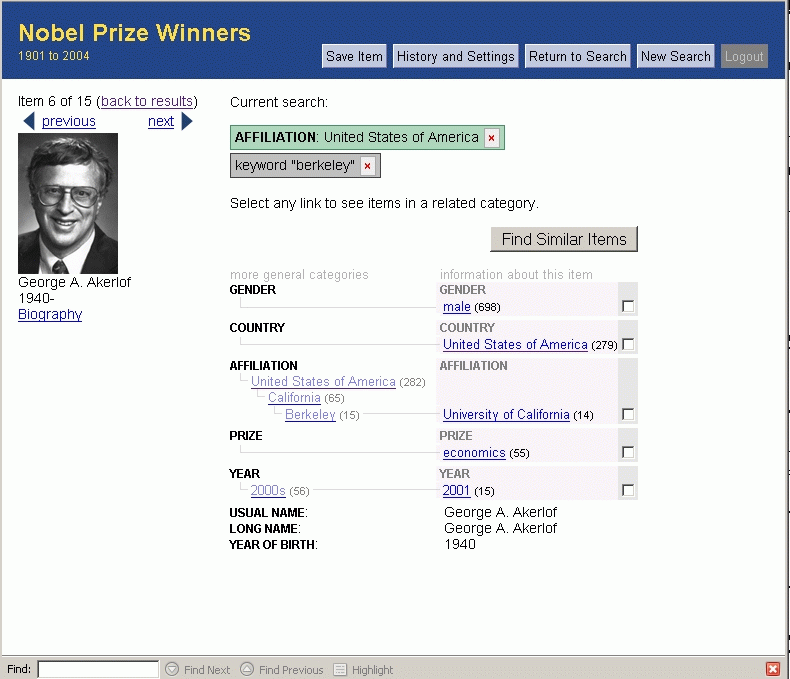 Nobel Prize Winners
1901 to 2004
Save Item History and Settings Return to Search New Search Logout
Item 6 of 15 (back to results)
previous next
George A. Akerlof
1940-
Biography
Current search:
AFFILIATION: United States of America x
keyword "berkeley" x
Select any link to see items in a related category.
Find Similar Items
more general categories information about this item
GENDER GENDER
male (698)
COUNTRY COUNTRY
United States of America (279)
AFFILIATION AFFILIATION
United States of America (282)
California (65)
Berkeley (15) University of California (14)
PRIZE PRIZE
economics (55)
YEAR YEAR
2000s (56) 2001 (15)
USUAL NAME: George A. Akerlof
LONG NAME: George A. Akerlof
YEAR OF BIRTH: 1940
Find: Find Next Find Previous Highlight